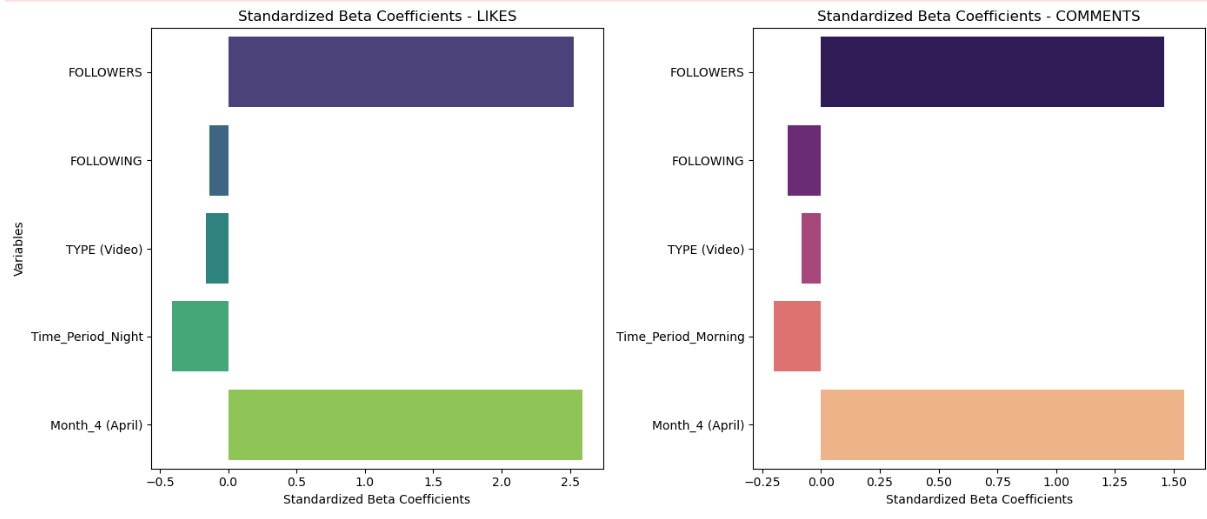 Standardized Beta Coefficients - LIKES
Variables
FOLLOWERS
FOLLOWING
TYPE (Video)
Time_Period_Night
Month_4 (April)
−0.5 0.0 0.5 1.0 1.5 2.0 2.5
Standardized Beta Coefficients
Standardized Beta Coefficients - COMMENTS
FOLLOWERS
FOLLOWING
TYPE (Video)
Time_Period_Morning
Month_4 (April)
−0.25 0.00 0.25 0.50 0.75 1.00 1.25 1.50
Standardized Beta Coefficients